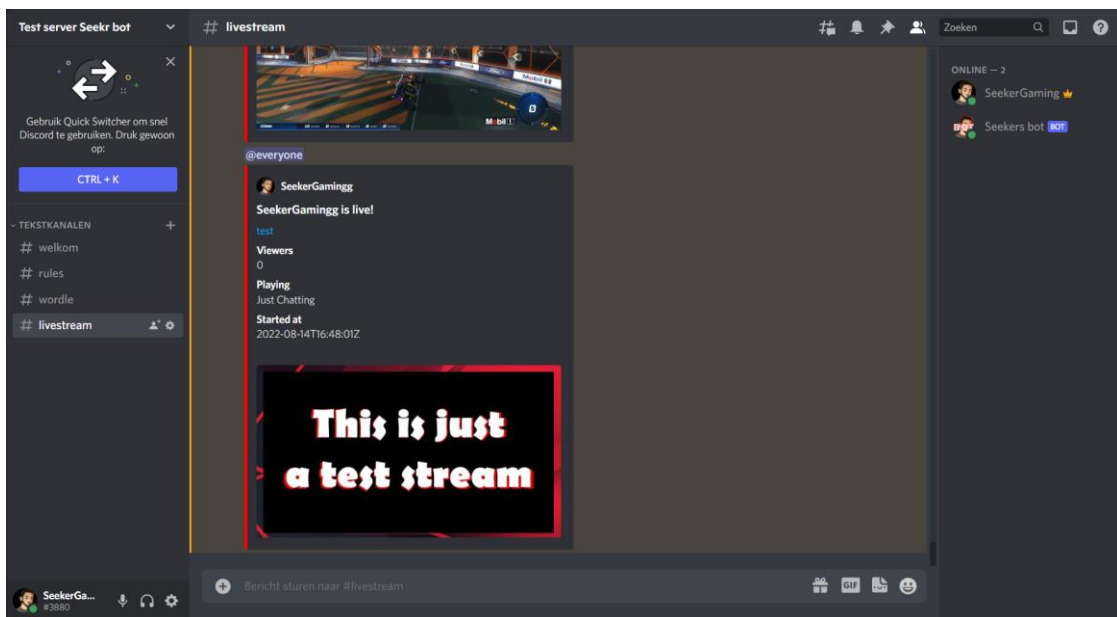 Test server Seekr bot
livestream
Zoeken
Gebruik Quick Switcher om snel
Discord te gebruiken. Druk gewoon
op:
CTRL + K
TEKSTKANALEN
welkom
rules
wordle
livestream
SeekerGa...
#3880
Mobil 1
Mobil 1
@everyone
SeekerGamingg
SeekerGamingg is live!
test
Viewers
0
Playing
Just Chatting
Started at
2022-08-14T16:48:01Z
This is just
a test stream
Bericht sturen naar #livestream
GIF
ONLINE — 2
SeekerGaming
Seekers bot BOT